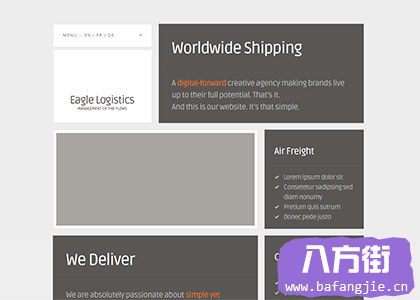 MENU — EN / FR / DE
Worldwide Shipping
A digital-forward creative agency making brands live
up to their full potential. That's it.
And this is our website. It's that simple.
Eagle Logistics
MANAGEMENT OF THE FLOWS
Air Freight
Lorem ipsum dolor sit
Consetetur sadipscing sed
diam nonumy
Pretium quis sutrum
Donec pede justo
We Deliver
We are absolutely passionate about simple yet
八方街
www.bafangjie.cn